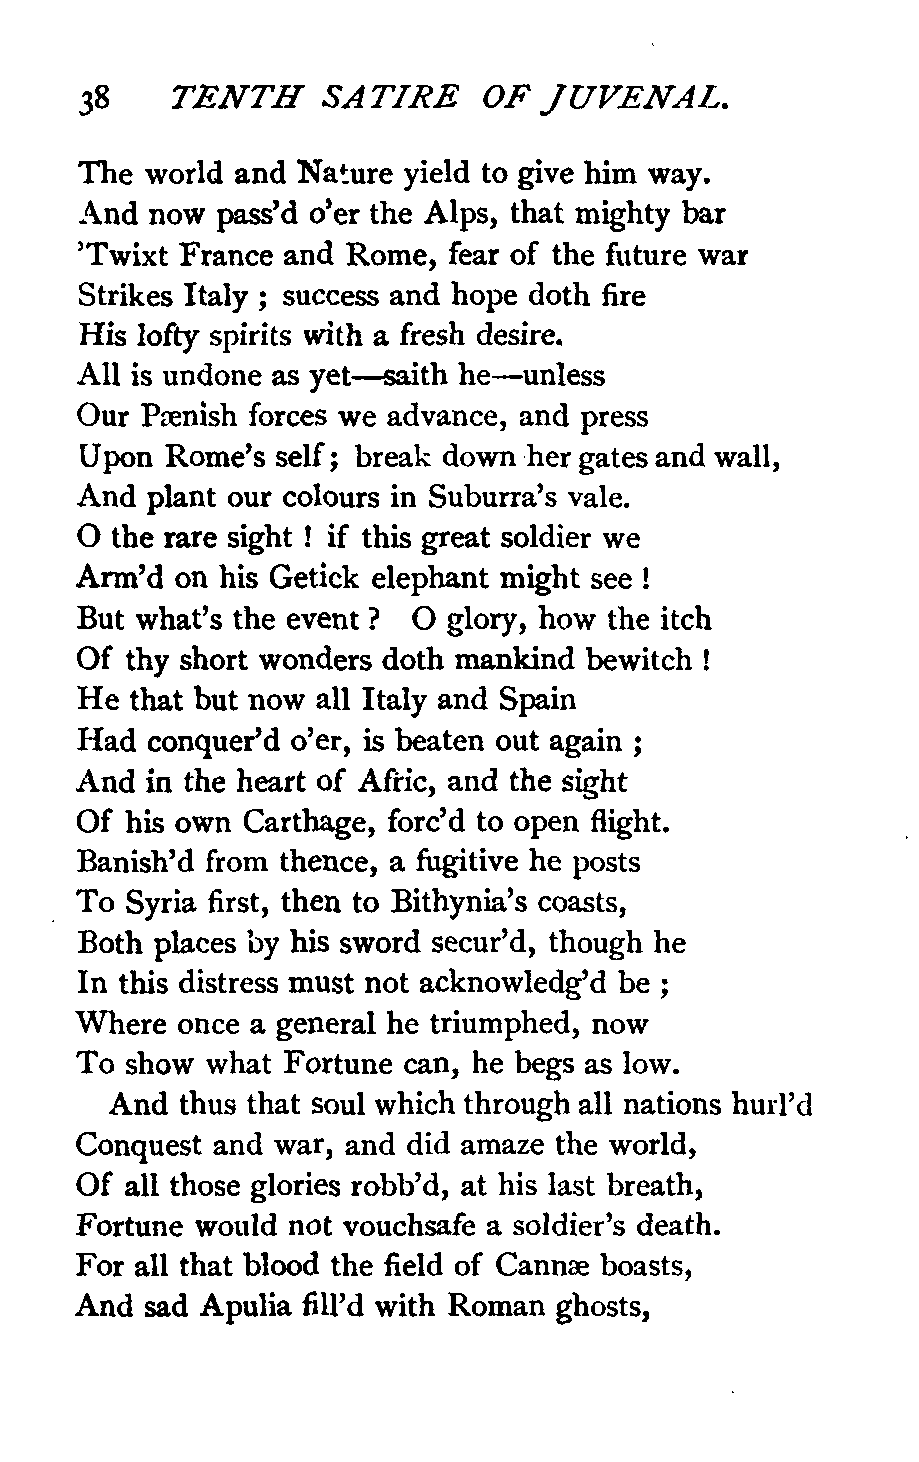 38 TENTH SATIRE OF JUVENAL.
The world and Nature yield to give him way.
And now pass'd o'er the Alps, that mighty bar
'Twixt France and Rome, fear of the future war
Strikes Italy ; success and hope doth fire
His lofty spirits with a fresh desire.
All is undone as yet—saith he—unless
Our Pœnish forces we advance, and press
Upon Rome's self ; break down her gates and wall,
And plant our colours in Suburra's vale.
O the rare sight ! if this great soldier we
Arm'd on his Getick elephant might see !
But what's the event ? O glory, how the itch
Of thy short wonders doth mankind bewitch !
He that but now all Italy and Spain
Had conquer'd o'er, is beaten out again ;
And in the heart of Afric, and the sight
Of his own Carthage, forc'd to open flight.
Banish'd from thence, a fugitive he posts
To Syria first, then to Bithynia's coasts,
Both places by his sword secur'd, though he
In this distress must not acknowledg'd be ;
Where once a general he triumphed, now
To show what Fortune can, he begs as low.
And thus that soul which through all nations hurl'd
Conquest and war, and did amaze the world,
Of all those glories robb'd, at his last breath,
Fortune would not vouchsafe a soldier's death.
For all that blood the field of Cannæ boasts,
And sad Apulia fill'd with Roman ghosts,